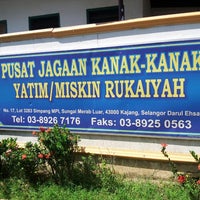 PUSAT JAGAAN KANAK-KANAK
YATIM/MISKIN RUKAIYAH
No. 17, Lot 3263 Simpang MPI, Sungai Merab Luar, 43000 Kajang, Selangor Darul Ehsan
Tel: 03-8926 7176 Faks: 03-8925 0563